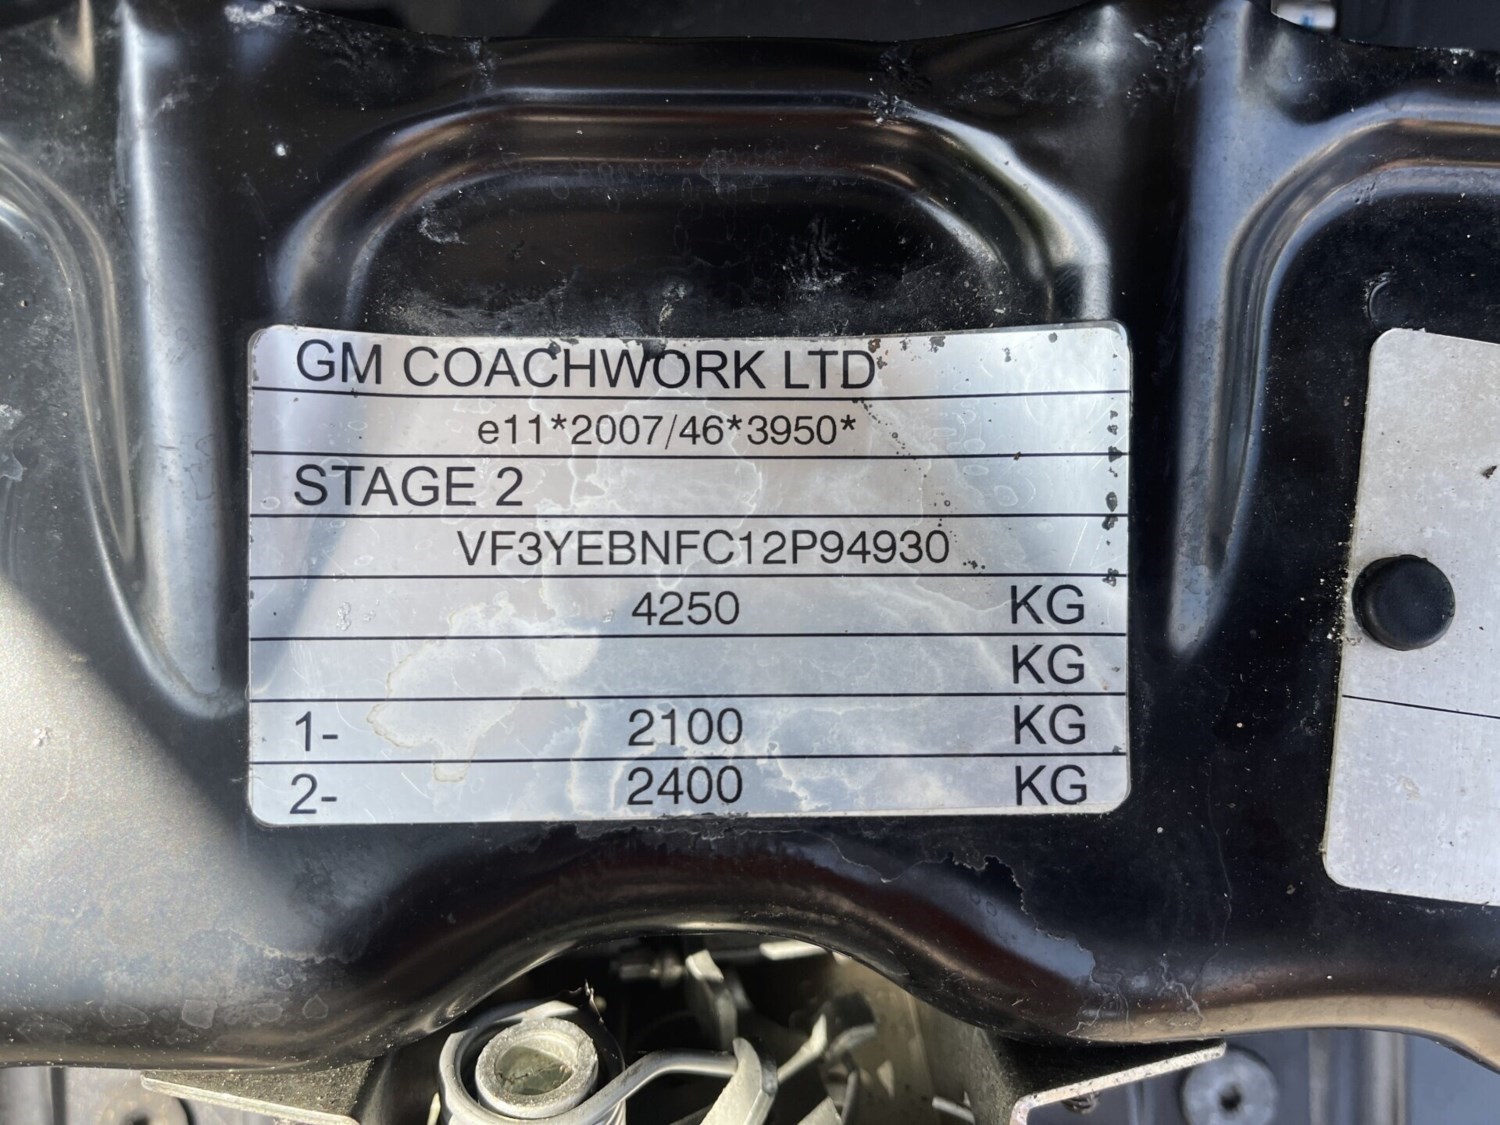 GM COACHWORK LTD
e11*2007/46*3950*
STAGE 2
VF3YEBNFC12P94930
4250 KG
KG
1- 2100 KG
2- 2400 KG